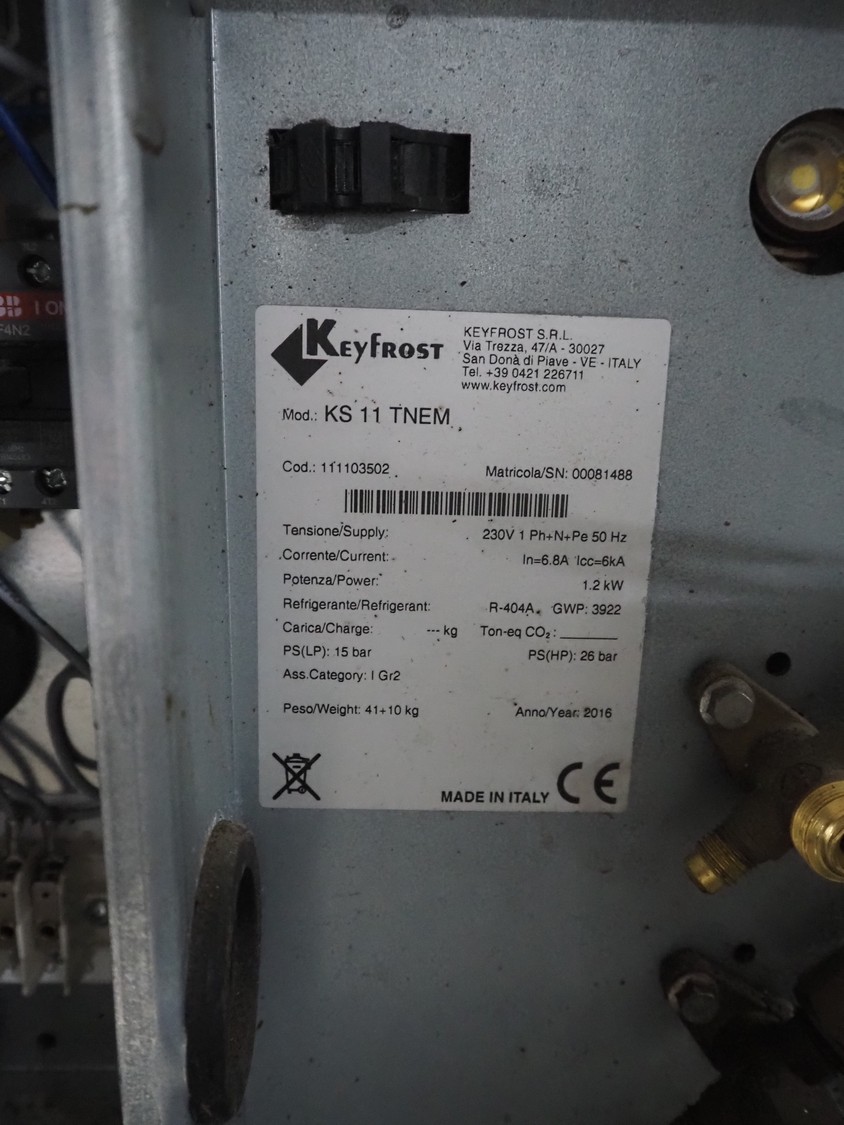 KEYFROST
KEYFROST S.R.L.
Via Trezza, 47/A - 30027
San Donà di Piave - VE - ITALY
Tel. +39 0421 226711
www.keyfrost.com
Mod.: KS 11 TNEM
Cod.: 111103502 Matricola/SN: 00081488
Tensione/Supply: 230V 1 Ph+N+Pe 50 Hz
Corrente/Current: In=6.8A Icc=6kA
Potenza/Power: 1.2 kW
Refrigerante/Refrigerant: R-404A GWP: 3922
Carica/Charge: --- kg Ton-eq CO₂: ________
PS(LP): 15 bar PS(HP): 26 bar
Ass.Category: I Gr2
Peso/Weight: 41+10 kg Anno/Year: 2016
MADE IN ITALY CE
I ON
F4N2